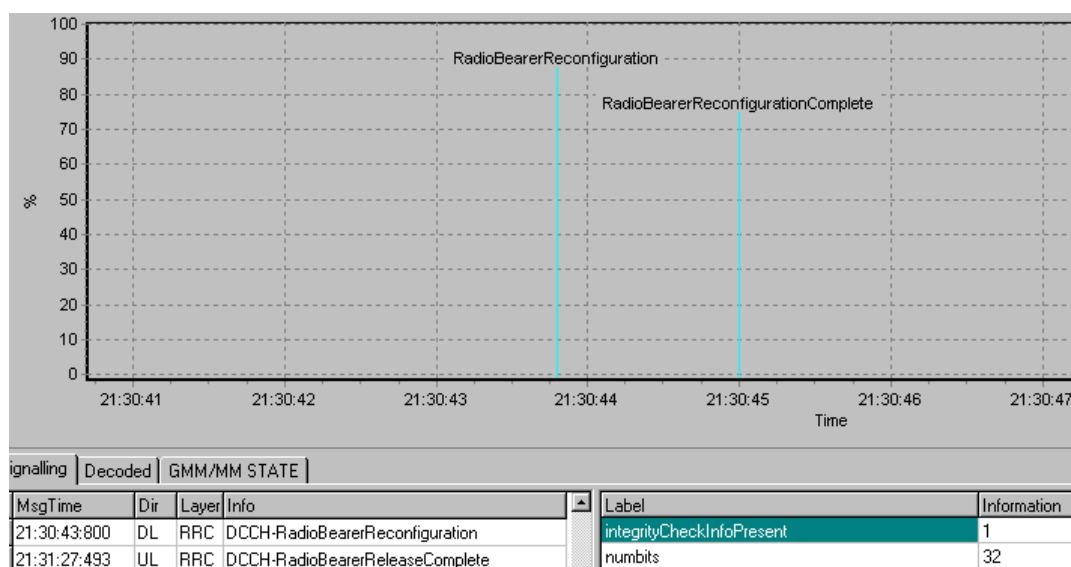 100
90
80
70
60
50
40
30
20
10
0
%
RadioBearerReconfiguration
RadioBearerReconfigurationComplete
21:30:41 21:30:42 21:30:43 21:30:44 21:30:45 21:30:46 21:30:47
Time
ignalling Decoded GMM/MM STATE
MsgTime Dir Layer Info
21:30:43:800 DL RRC DCCH-RadioBearerReconfiguration
21:31:27:493 UL RRC DCCH-RadioBearerReleaseComplete
Label Information
integrityCheckInfoPresent 1
numbits 32